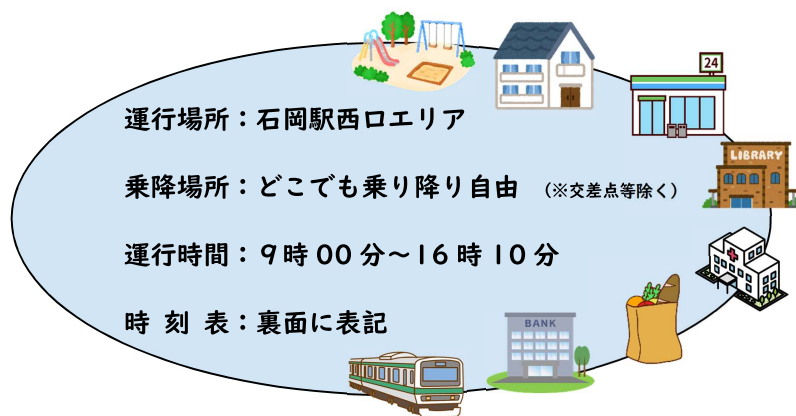 24
運行場所：石岡駅西口エリア
LIBRARY
乗降場所：どこでも乗り降り自由 （※交差点等除く）
運行時間：9時00分～16時10分
時 刻 表：裏面に表記
BANK